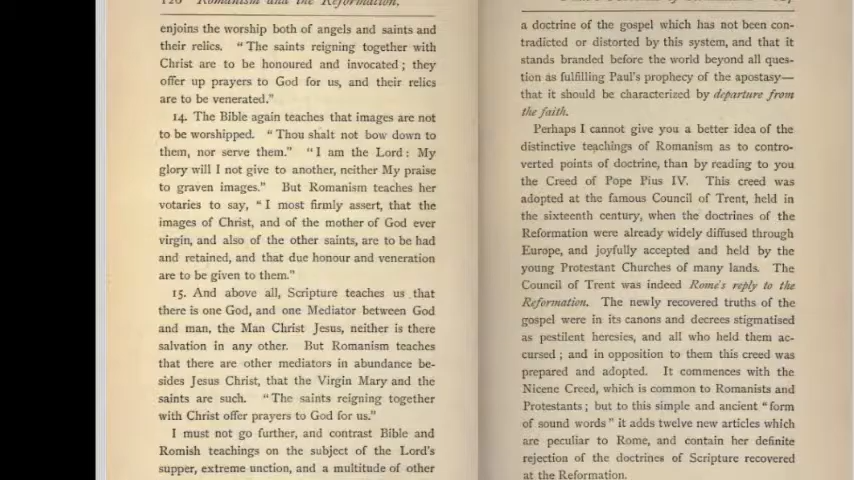 Romanism and the Reformation.
enjoins the worship both of angels and saints and
their relics. "The saints reigning together with
Christ are to be honoured and invocated; they
offer up prayers to God for us, and their relics
are to be venerated."
14. The Bible again teaches that images are not
to be worshipped. "Thou shalt not bow down to
them, nor serve them." "I am the Lord: My
glory will I not give to another, neither My praise
to graven images." But Romanism teaches her
votaries to say, "I most firmly assert, that the
images of Christ, and of the mother of God ever
virgin, and also of the other saints, are to be had
and retained, and that due honour and veneration
are to be given to them."
15. And above all, Scripture teaches us that
there is one God, and one Mediator between God
and man, the Man Christ Jesus, neither is there
salvation in any other. But Romanism teaches
that there are other mediators in abundance be-
sides Jesus Christ, that the Virgin Mary and the
saints are such. "The saints reigning together
with Christ offer prayers to God for us."
I must not go further, and contrast Bible and
Romish teachings on the subject of the Lord's
supper, extreme unction, and a multitude of other
a doctrine of the gospel which has not been con-
tradicted or distorted by this system, and that it
stands branded before the world beyond all ques-
tion as fulfilling Paul's prophecy of the apostasy—
that it should be characterized by departure from
the faith.
Perhaps I cannot give you a better idea of the
distinctive teachings of Romanism as to contro-
verted points of doctrine, than by reading to you
the Creed of Pope Pius IV. This creed was
adopted at the famous Council of Trent, held in
the sixteenth century, when the doctrines of the
Reformation were already widely diffused through
Europe, and joyfully accepted and held by the
young Protestant Churches of many lands. The
Council of Trent was indeed Rome's reply to the
Reformation. The newly recovered truths of the
gospel were in its canons and decrees stigmatised
as pestilent heresies, and all who held them ac-
cursed; and in opposition to them this creed was
prepared and adopted. It commences with the
Nicene Creed, which is common to Romanists and
Protestants; but to this simple and ancient "form
of sound words" it adds twelve new articles which
are peculiar to Rome, and contain her definite
rejection of the doctrines of Scripture recovered
at the Reformation.